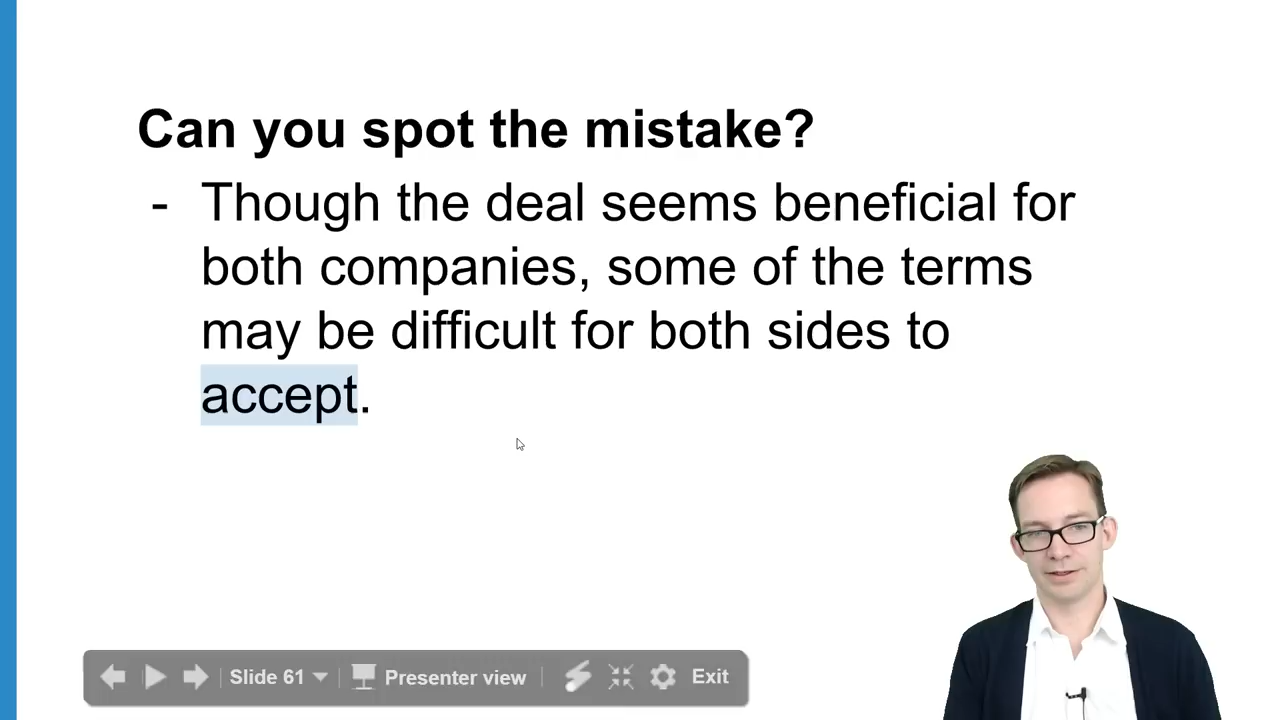 Can you spot the mistake?
- Though the deal seems beneficial for
both companies, some of the terms
may be difficult for both sides to
accept.
Slide 61 Presenter view Exit